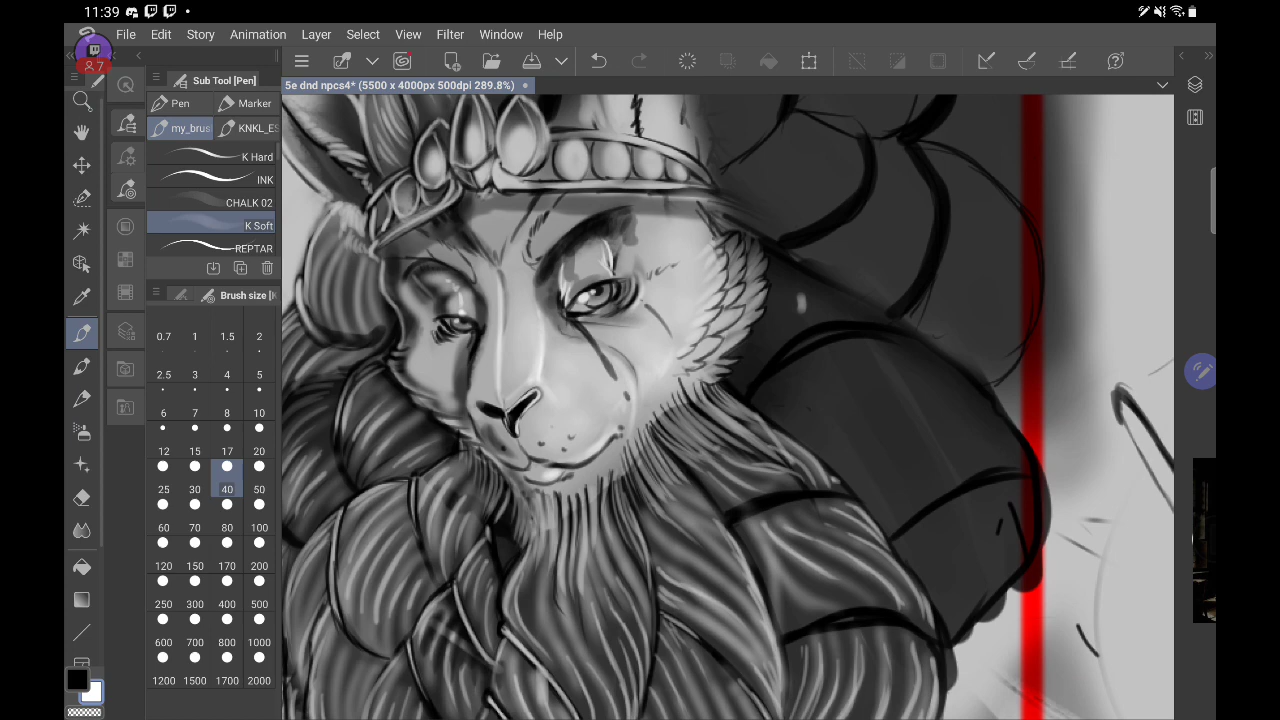 11:39
File Edit Story Animation Layer Select View Filter Window Help
7
Sub Tool [Pen]
5e dnd npcs4* (5500 x 4000px 500dpi 289.8%)
Pen Marker
my_brus KNKL_ES
K Hard
INK
CHALK 02
K Soft
REPTAR
Brush size [K
0.7 1 1.5 2
2.5 3 4 5
6 7 8 10
12 15 17 20
25 30 40 50
60 70 80 100
120 150 170 200
250 300 400 500
600 700 800 1000
1200 1500 1700 2000